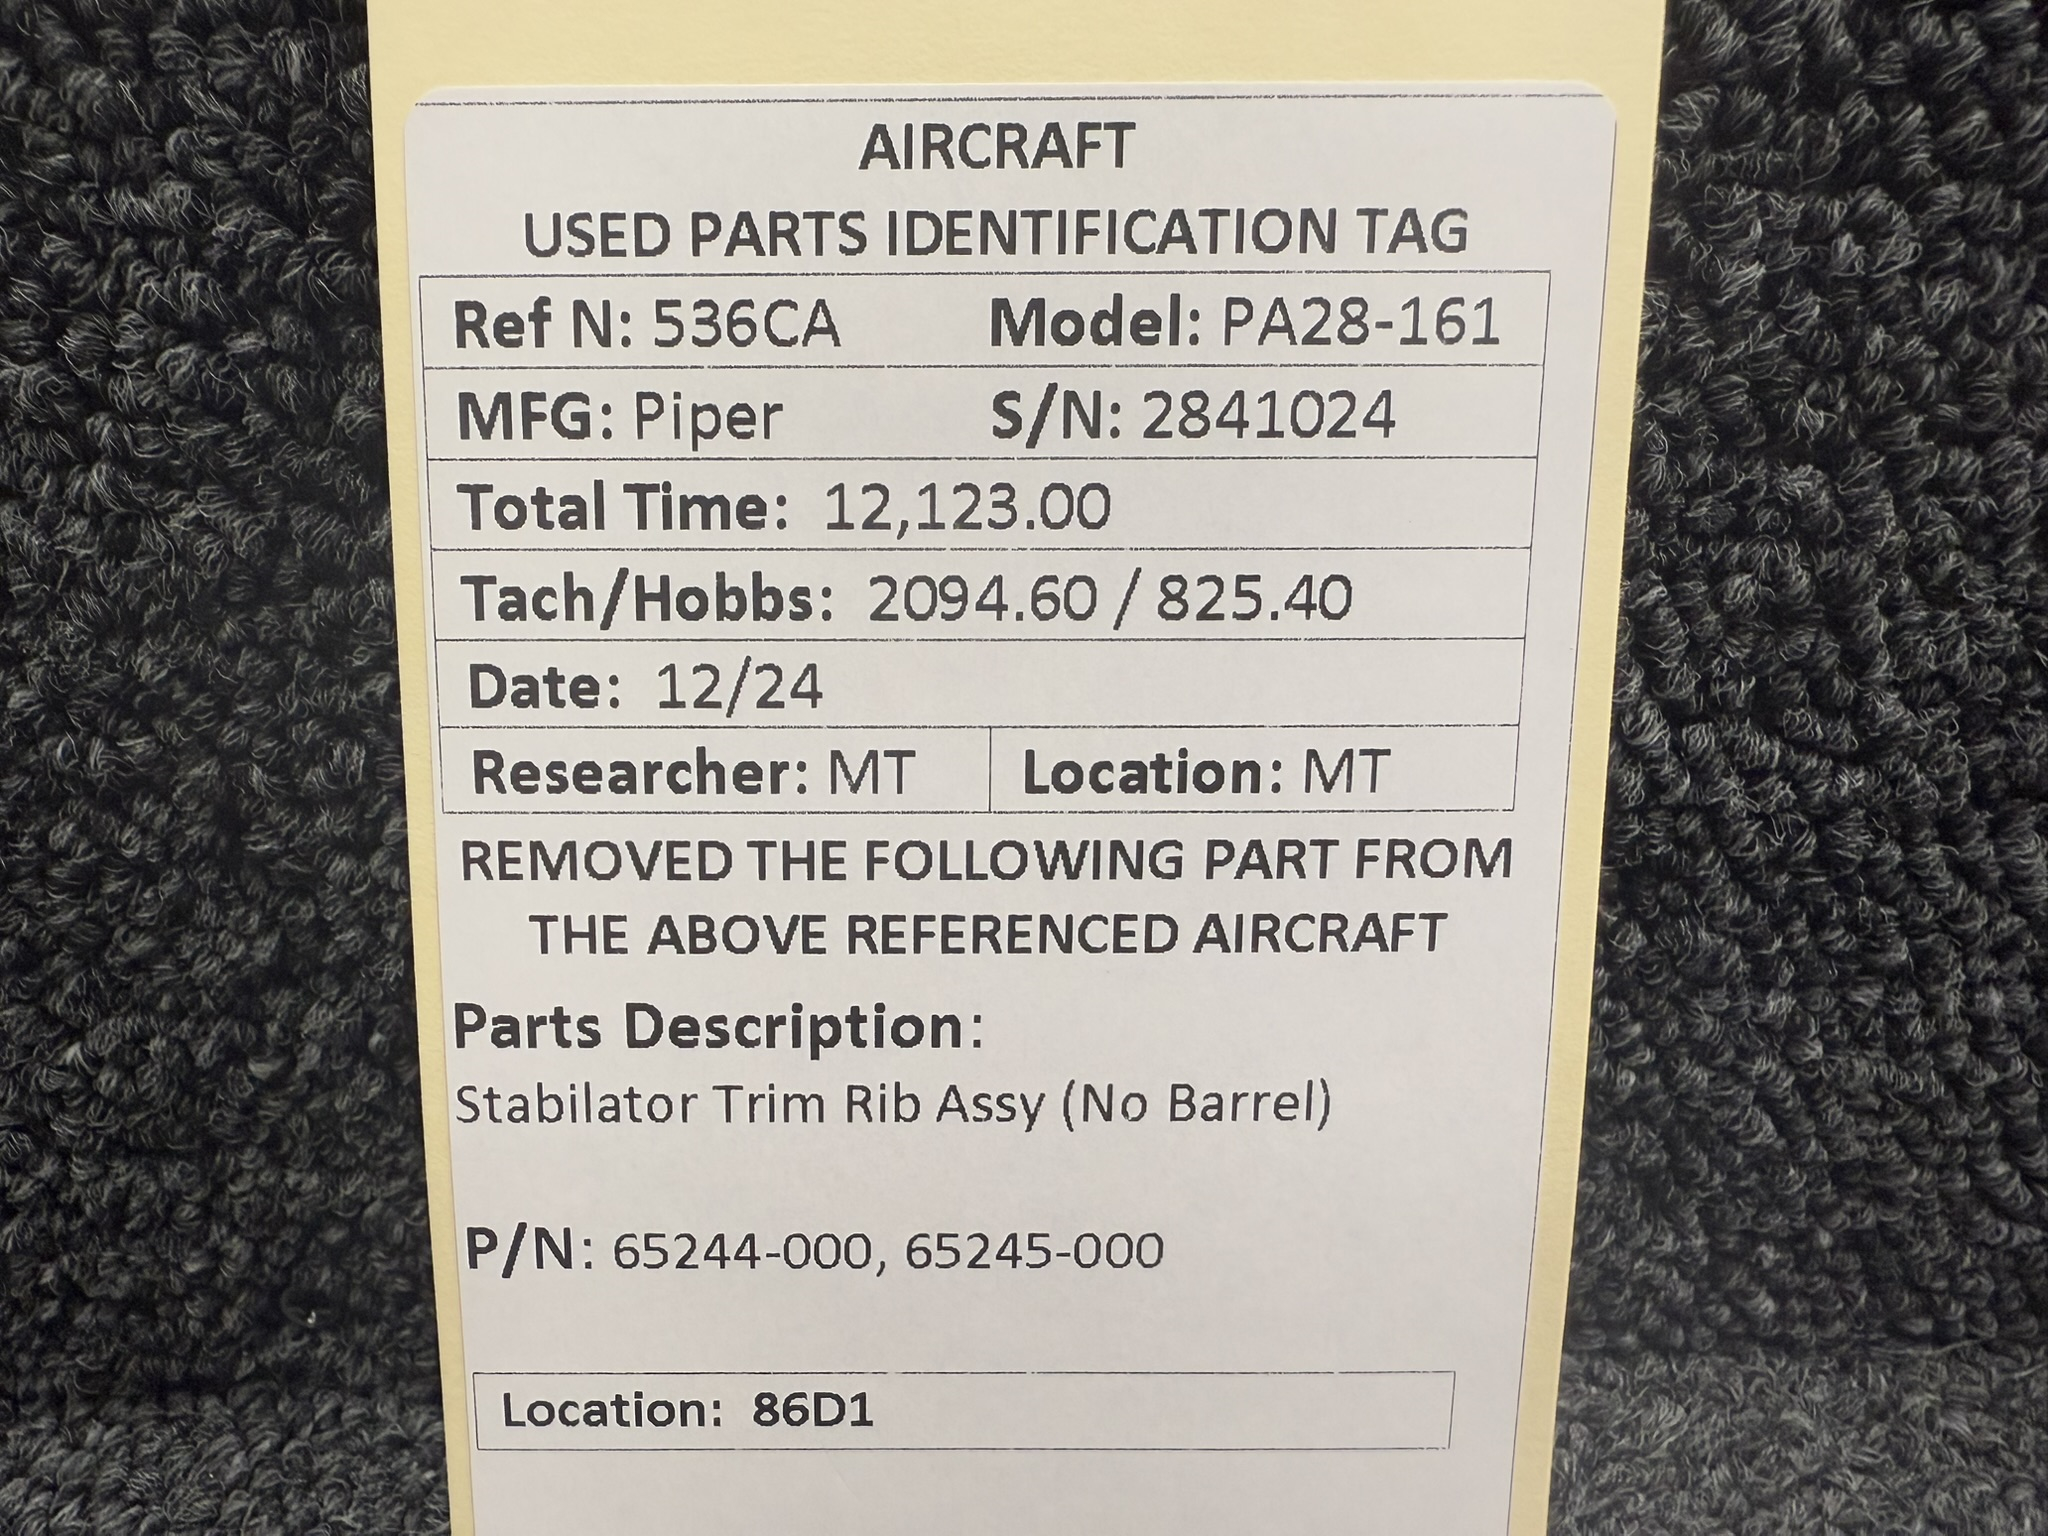 AIRCRAFT
USED PARTS IDENTIFICATION TAG
Ref N: 536CA Model: PA28-161
MFG: Piper S/N: 2841024
Total Time: 12,123.00
Tach/Hobbs: 2094.60 / 825.40
Date: 12/24
Researcher: MT Location: MT
REMOVED THE FOLLOWING PART FROM
THE ABOVE REFERENCED AIRCRAFT
Parts Description:
Stabilator Trim Rib Assy (No Barrel)
P/N: 65244-000, 65245-000
Location: 86D1